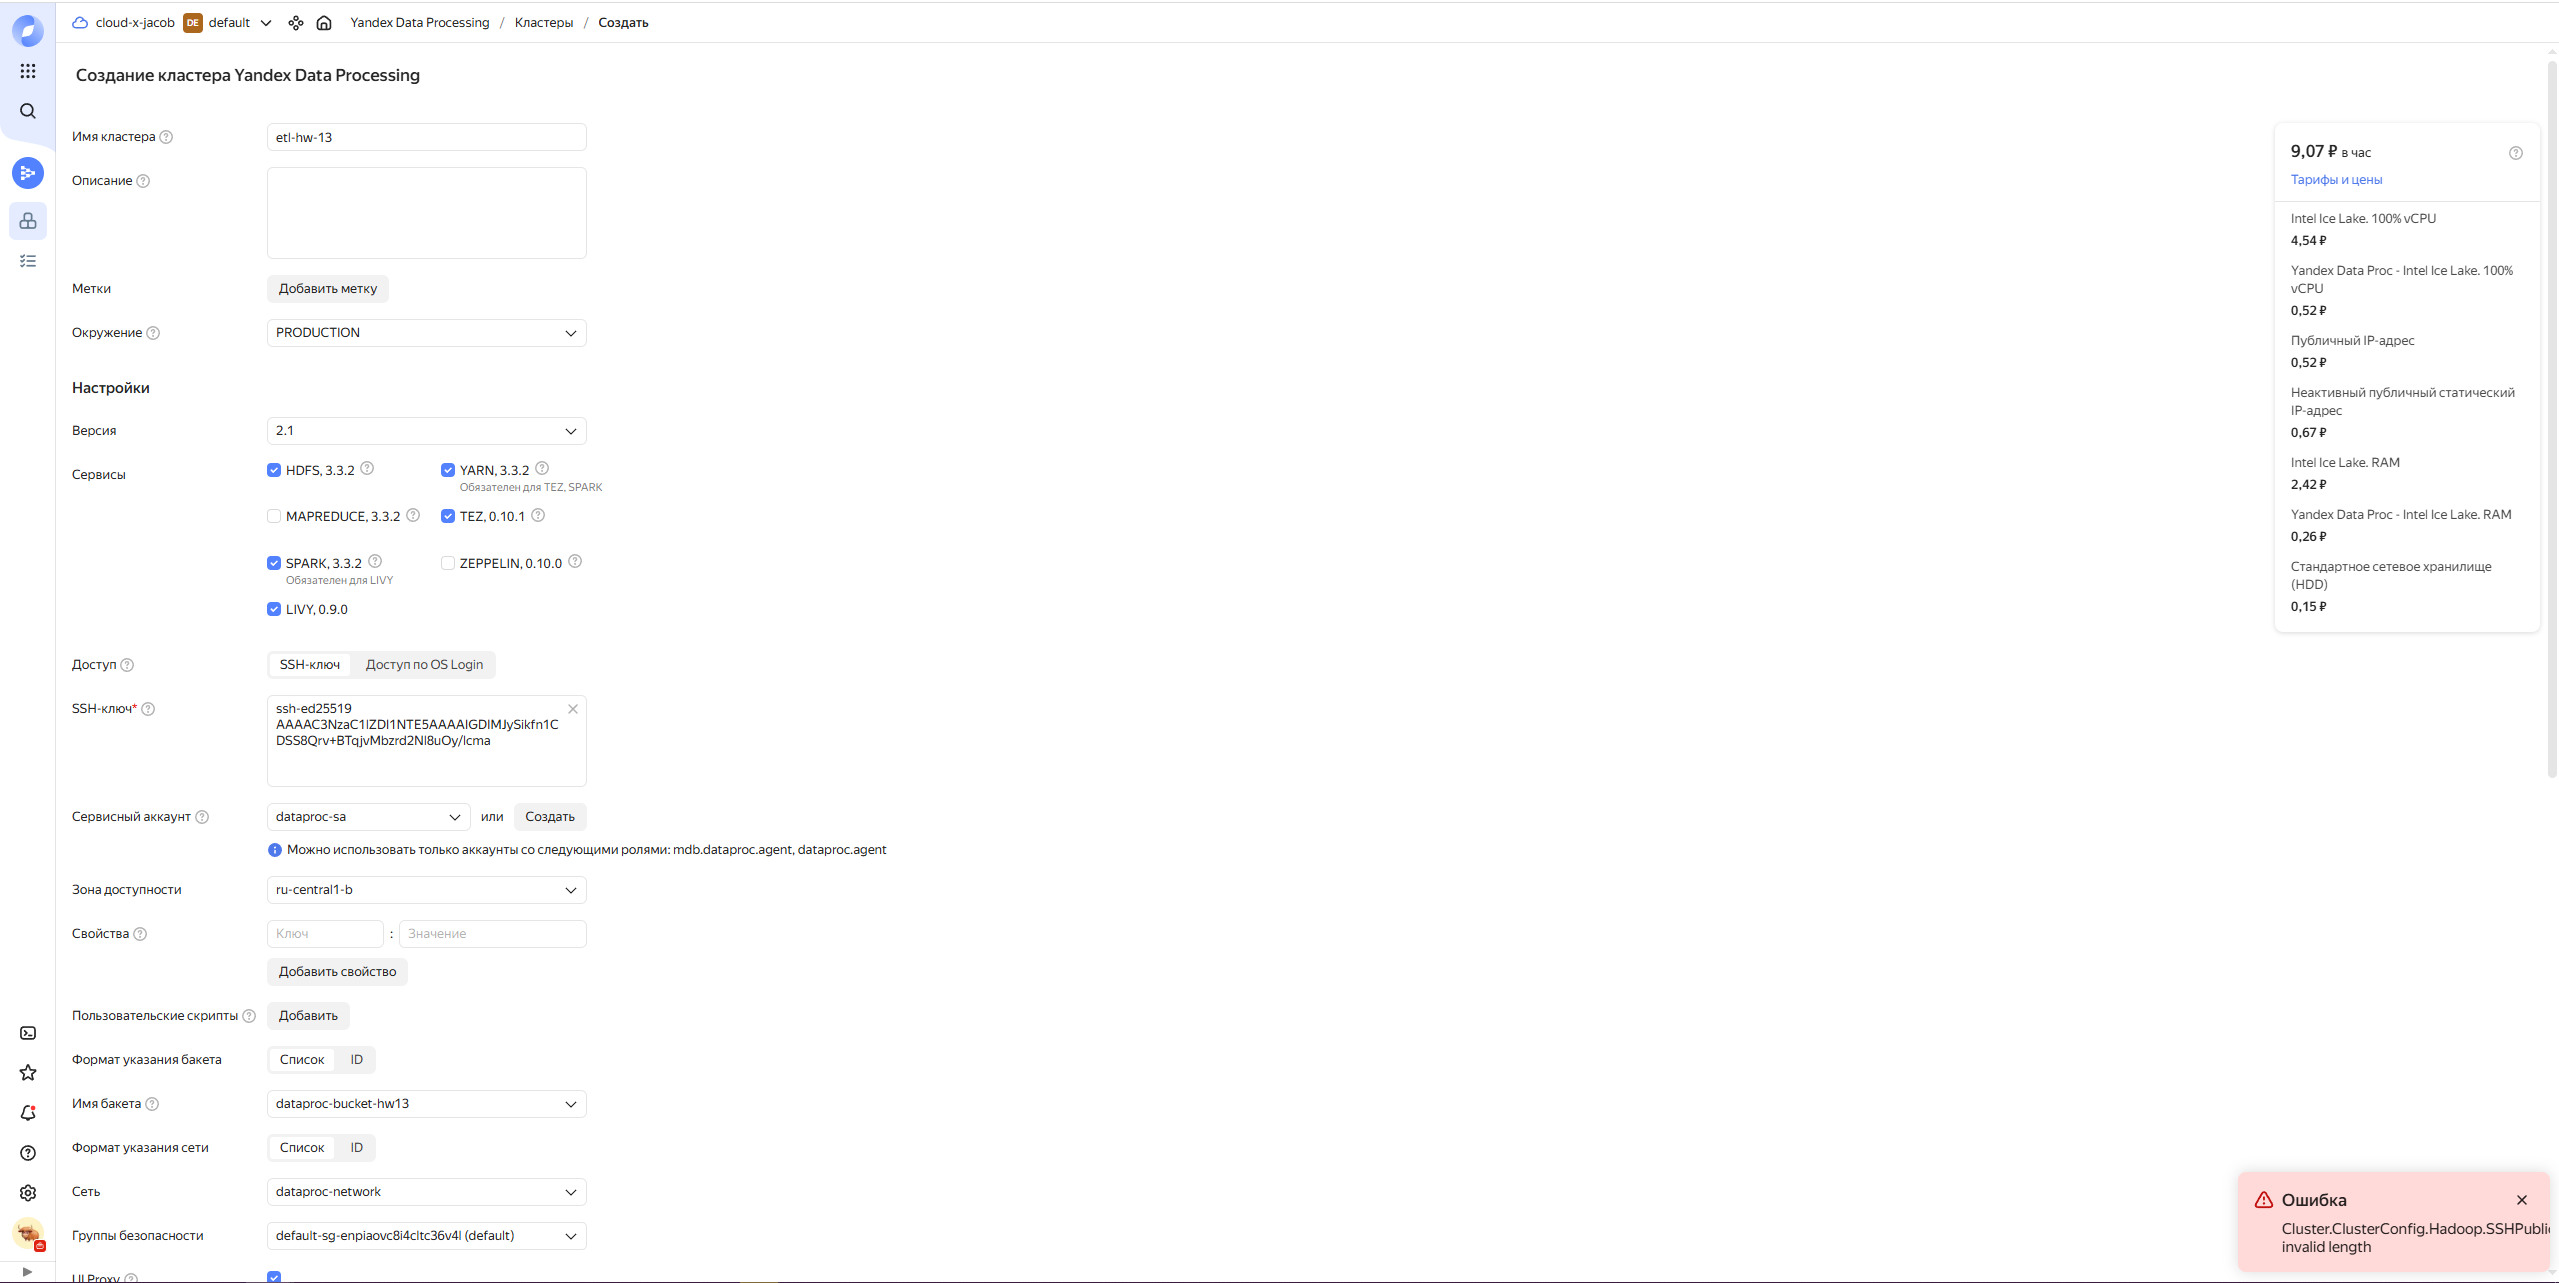 cloud-x-jacob DE default Yandex Data Processing / Кластеры / Создать
Создание кластера Yandex Data Processing
Имя кластера
etl-hw-13
Описание
Метки
Добавить метку
Окружение
PRODUCTION
Настройки
Версия
2.1
Сервисы
HDFS, 3.3.2
YARN, 3.3.2
Обязателен для TEZ, SPARK
MAPREDUCE, 3.3.2
TEZ, 0.10.1
SPARK, 3.3.2
Обязателен для LIVY
ZEPPELIN, 0.10.0
LIVY, 0.9.0
Доступ
SSH-ключ Доступ по OS Login
SSH-ключ*
ssh-ed25519
AAAAC3NzaC1lZDI1NTE5AAAAIGDIMJySikfn1C
DSS8Qrv+BTqjvMbzrd2Nl8uOy/lcma
Сервисный аккаунт
dataproc-sa
или
Создать
Можно использовать только аккаунты со следующими ролями: mdb.dataproc.agent, dataproc.agent
Зона доступности
ru-central1-b
Свойства
Ключ : Значение
Добавить свойство
Пользовательские скрипты
Добавить
Формат указания бакета
Список ID
Имя бакета
dataproc-bucket-hw13
Формат указания сети
Список ID
Сеть
dataproc-network
Группы безопасности
default-sg-enpiaovc8i4cltc36v4l (default)
UI Proxy
9,07 ₽ в час
Тарифы и цены
Intel Ice Lake. 100% vCPU
4,54 ₽
Yandex Data Proc - Intel Ice Lake. 100%
vCPU
0,52 ₽
Публичный IP-адрес
0,52 ₽
Неактивный публичный статический
IP-адрес
0,67 ₽
Intel Ice Lake. RAM
2,42 ₽
Yandex Data Proc - Intel Ice Lake. RAM
0,26 ₽
Стандартное сетевое хранилище
(HDD)
0,15 ₽
Ошибка
Cluster.ClusterConfig.Hadoop.SSHPublic
invalid length